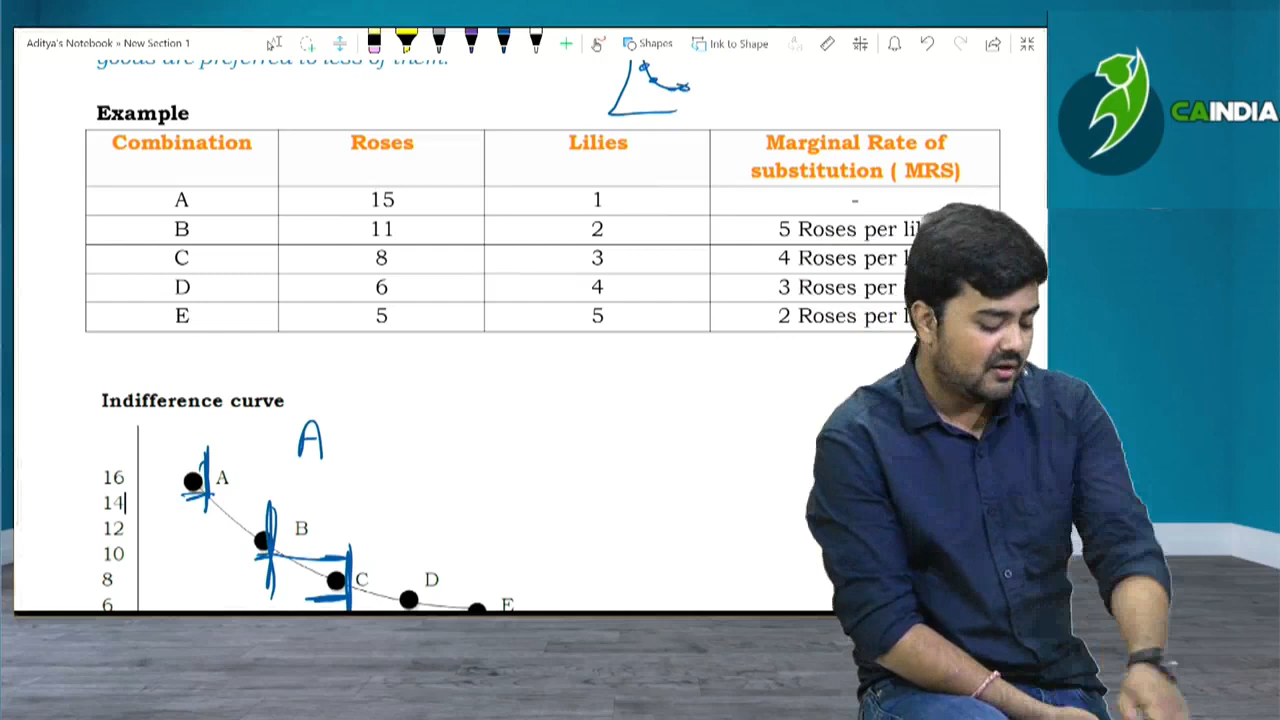 Aditya's Notebook » New Section 1
Shapes
Ink to Shape
goods are preferred to less of them.
CAINDIA
Example
Combination Roses Lilies Marginal Rate of substitution ( MRS)
A 15 1 -
B 11 2 5 Roses per
C 8 3 4 Roses per
D 6 4 3 Roses per
E 5 5 2 Roses per
Indifference curve
A
16 A
14
12 B
10
8 C D
6 E